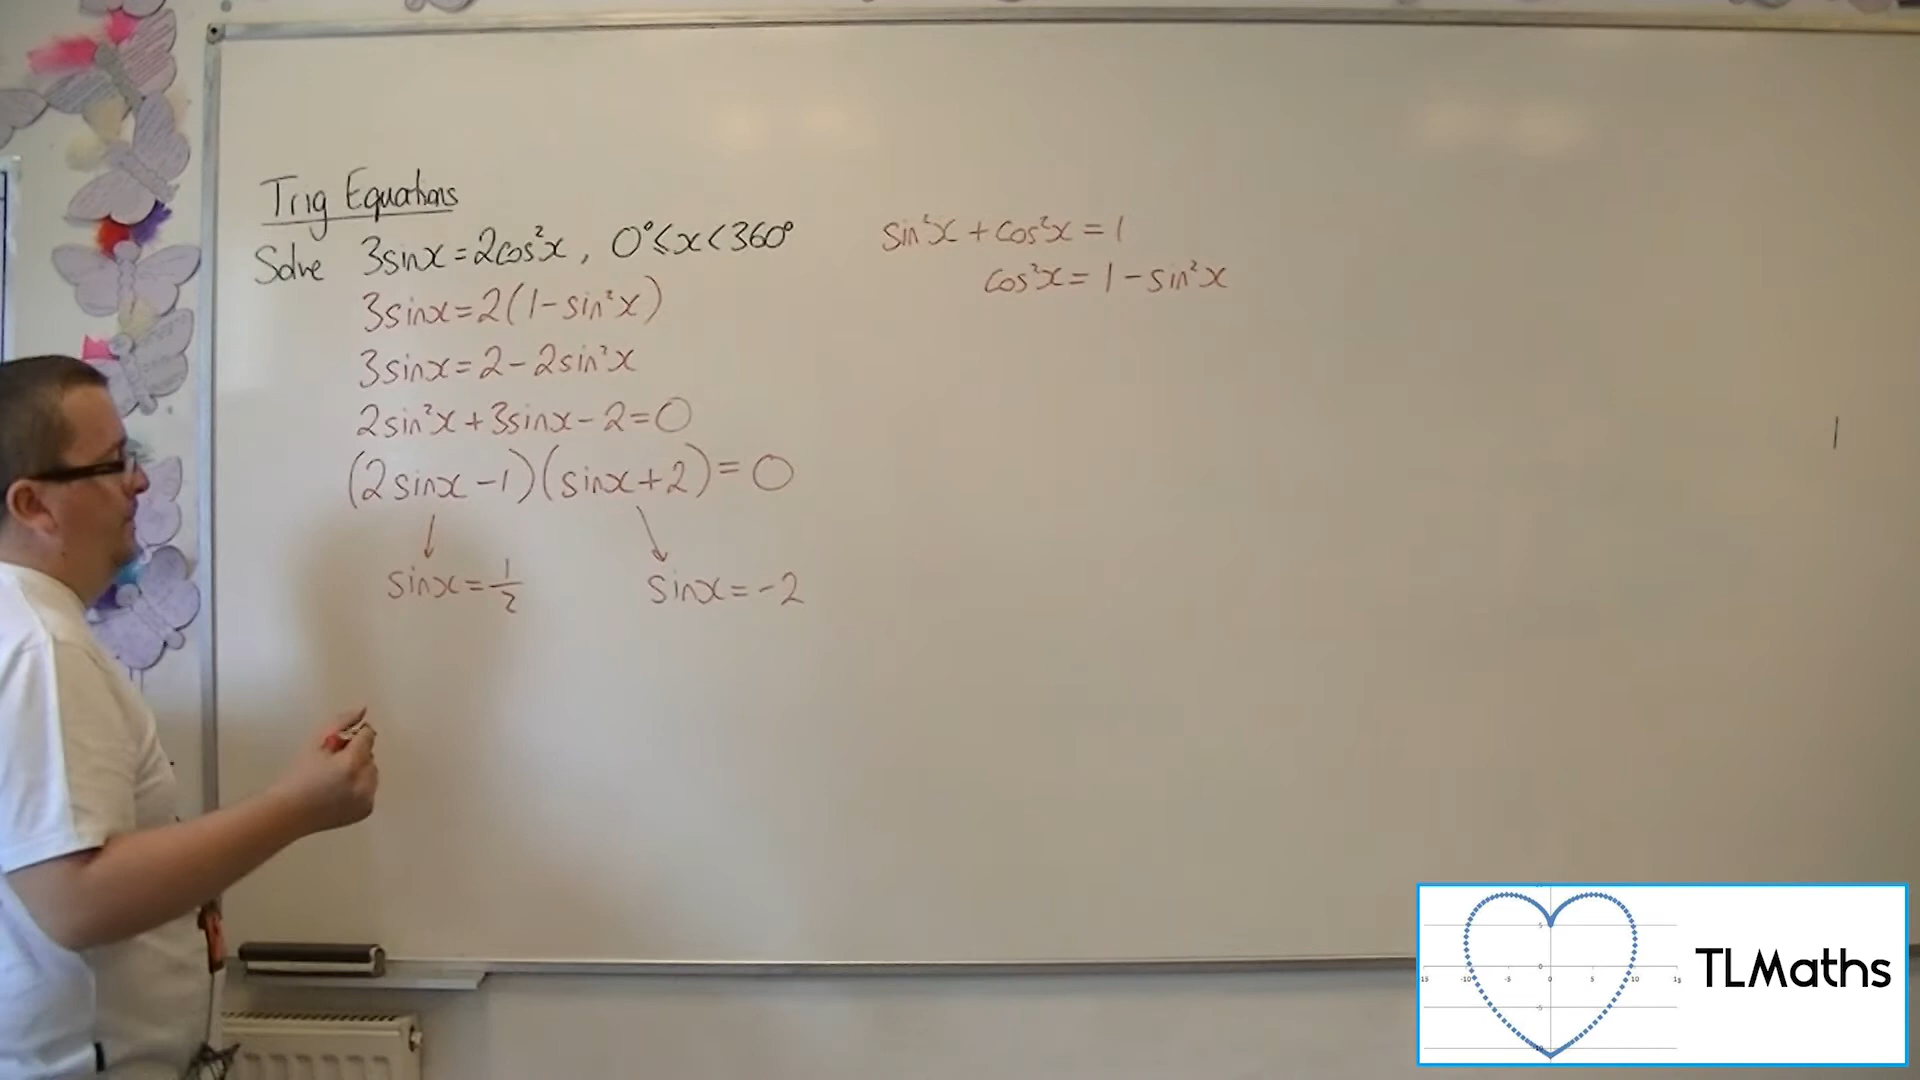 Trig Equations
Solve 3sinx=2cos²x, 0°≤x<360°
3sinx=2(1-sin²x)
3sinx=2-2sin²x
2sin²x+3sinx-2=0
(2sinx-1)(sinx+2)=0
sinx=1/2 sinx=-2
sin²x+cos²x=1
cos²x=1-sin²x
TLMaths